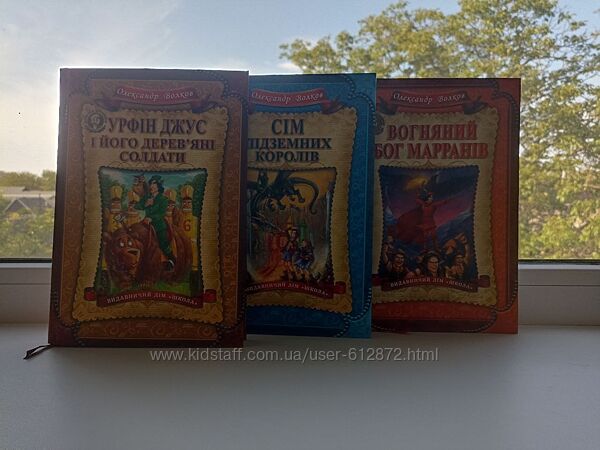 Олександр Волков
УРФІН ДЖУС
І ЙОГО ДЕРЕВ'ЯНІ
СОЛДАТИ
6
ВИДАВНИЧИЙ ДІМ «ШКОЛА»
Олександр Волков
СІМ
ПІДЗЕМНИХ
КОРОЛІВ
ВИДАВНИЧИЙ ДІМ «ШКОЛА»
Олександр Волков
ВОГНЯНИЙ
БОГ МАРРАНІВ
ВИДАВНИЧИЙ ДІМ «ШКОЛА»
www.kidstaff.com.ua/user-612872.html